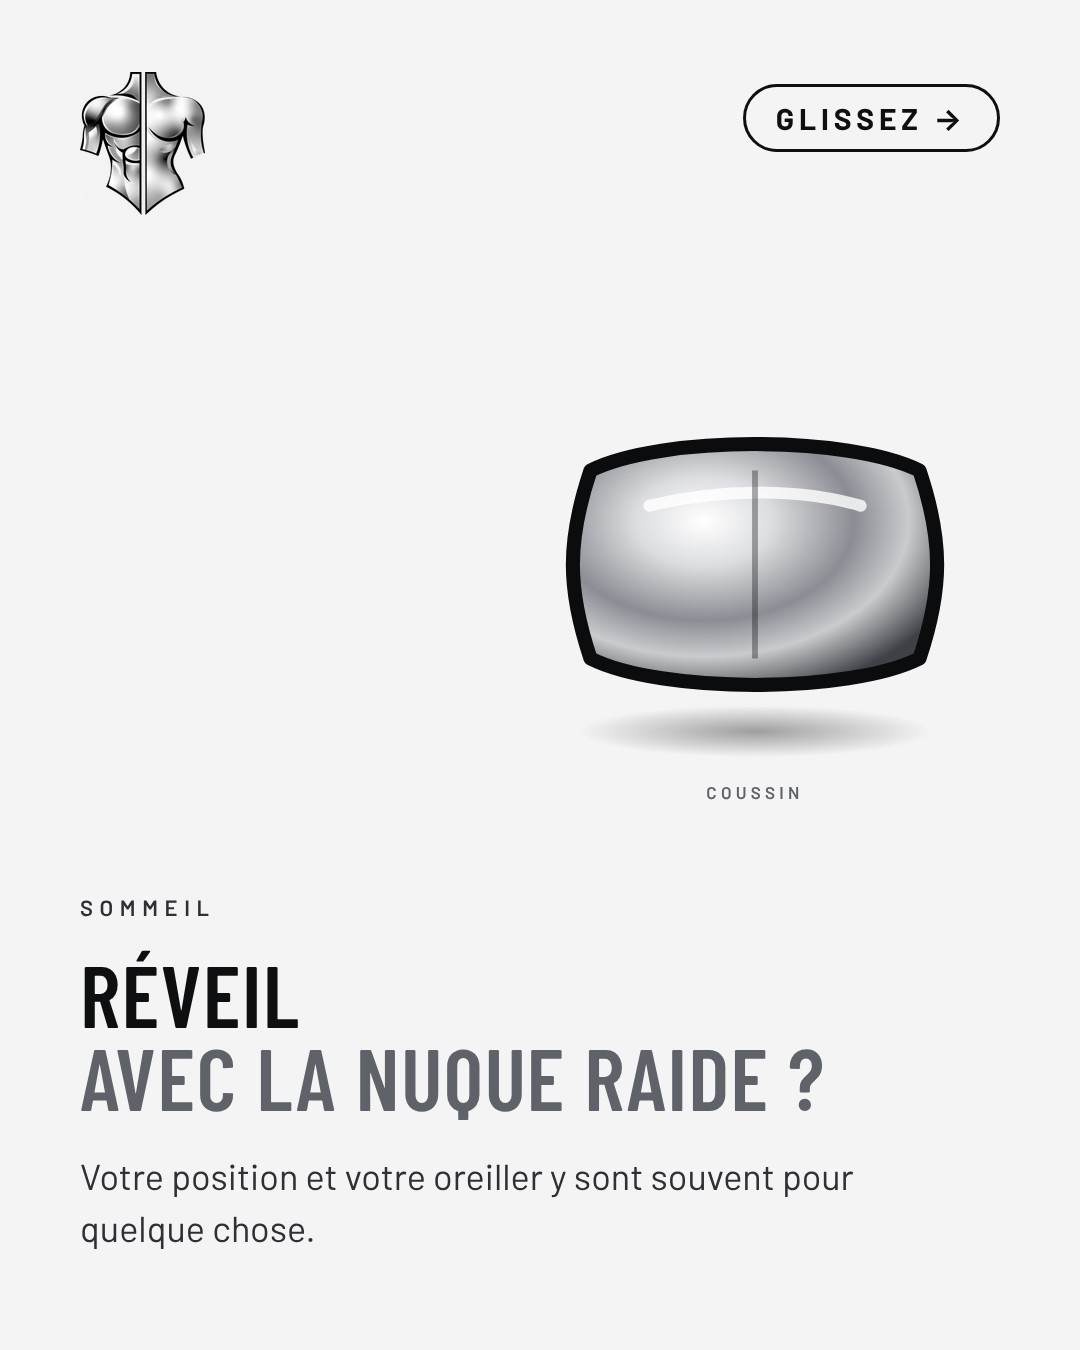 GLISSEZ →
COUSSIN
SOMMEIL
RÉVEIL
AVEC LA NUQUE RAIDE ?
Votre position et votre oreiller y sont souvent pour
quelque chose.